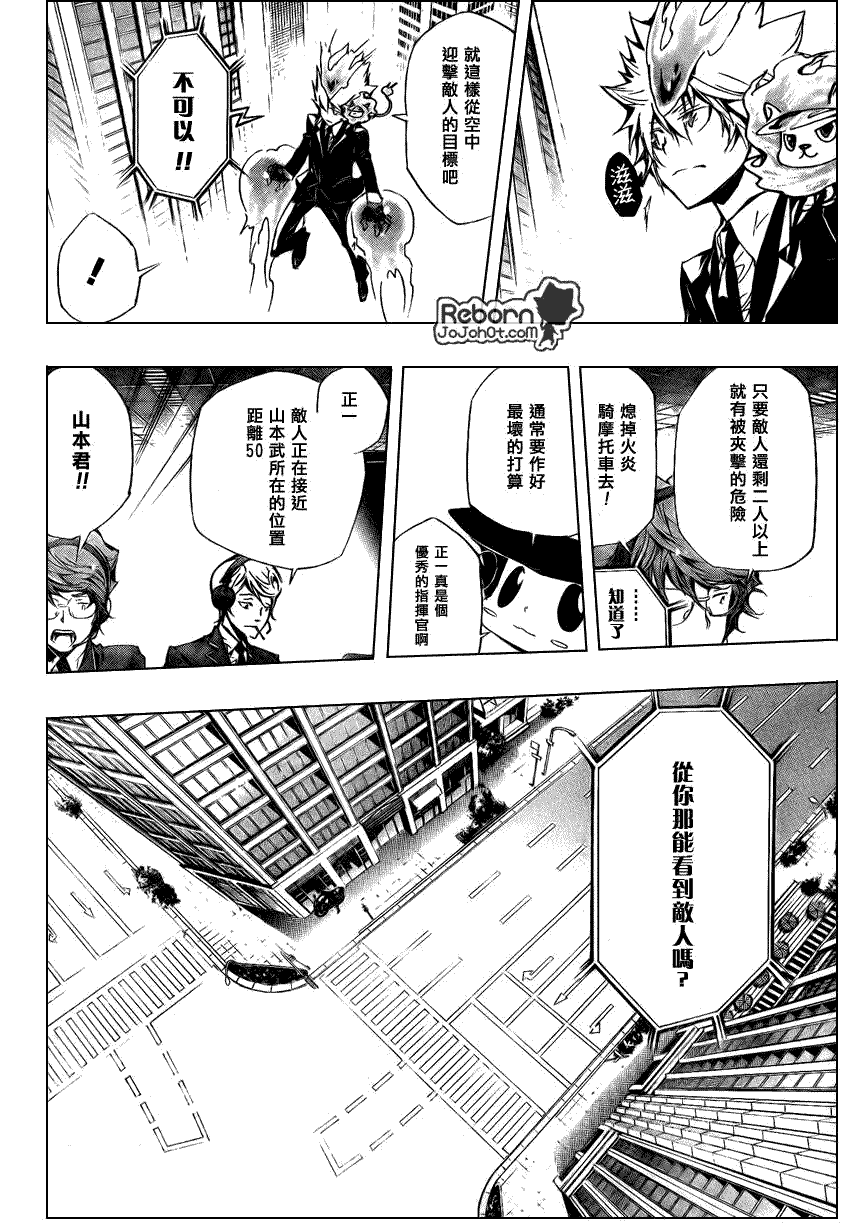 滋
滋
就這樣從空中
迎擊敵人的目標吧
不可以!!
!
Reborn
JoJohOt.com
只要敵人還剩二人以上
就有被夾擊的危險
熄掉火炎
騎摩托車去!
……
知道了
通常要作好
最壞的打算
正一真是個
優秀的指揮官啊
正一
敵人正在接近
山本武所在的位置
距離50
山本君!!
從你那能看到敵人嗎?